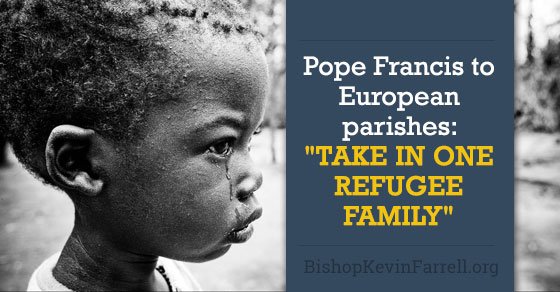 Pope Francis to
European
parishes:
"TAKE IN ONE
REFUGEE
FAMILY"
BishopKevinFarrell.org